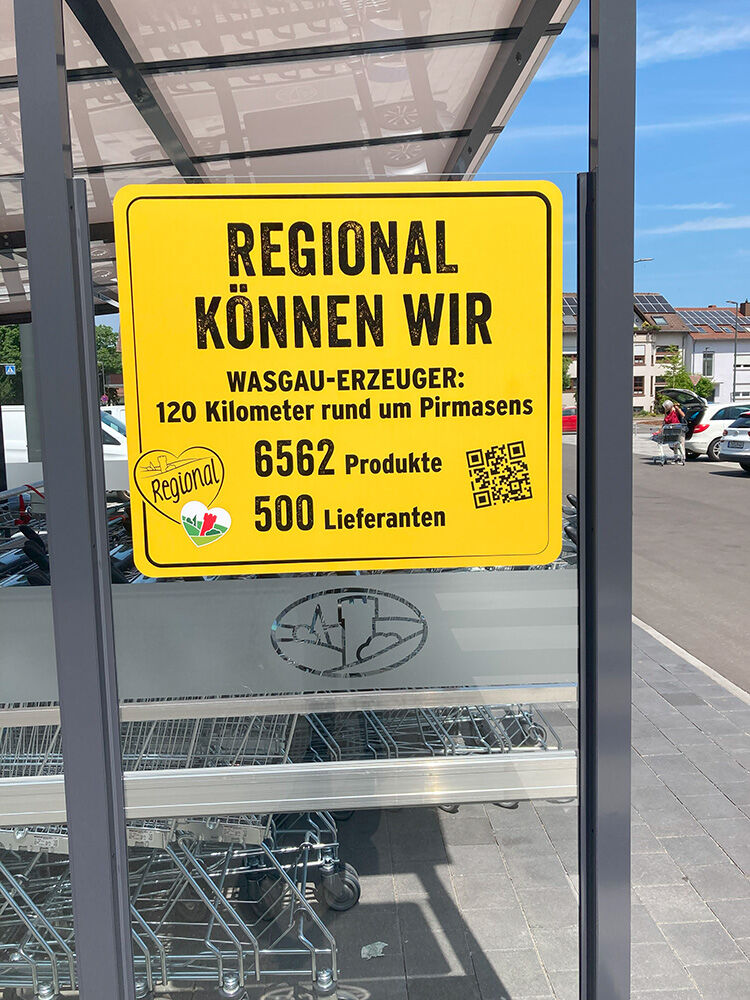 REGIONAL
KÖNNEN WIR
WASGAU-ERZEUGER:
120 Kilometer rund um Pirmasens
6562 Produkte
500 Lieferanten
Regional